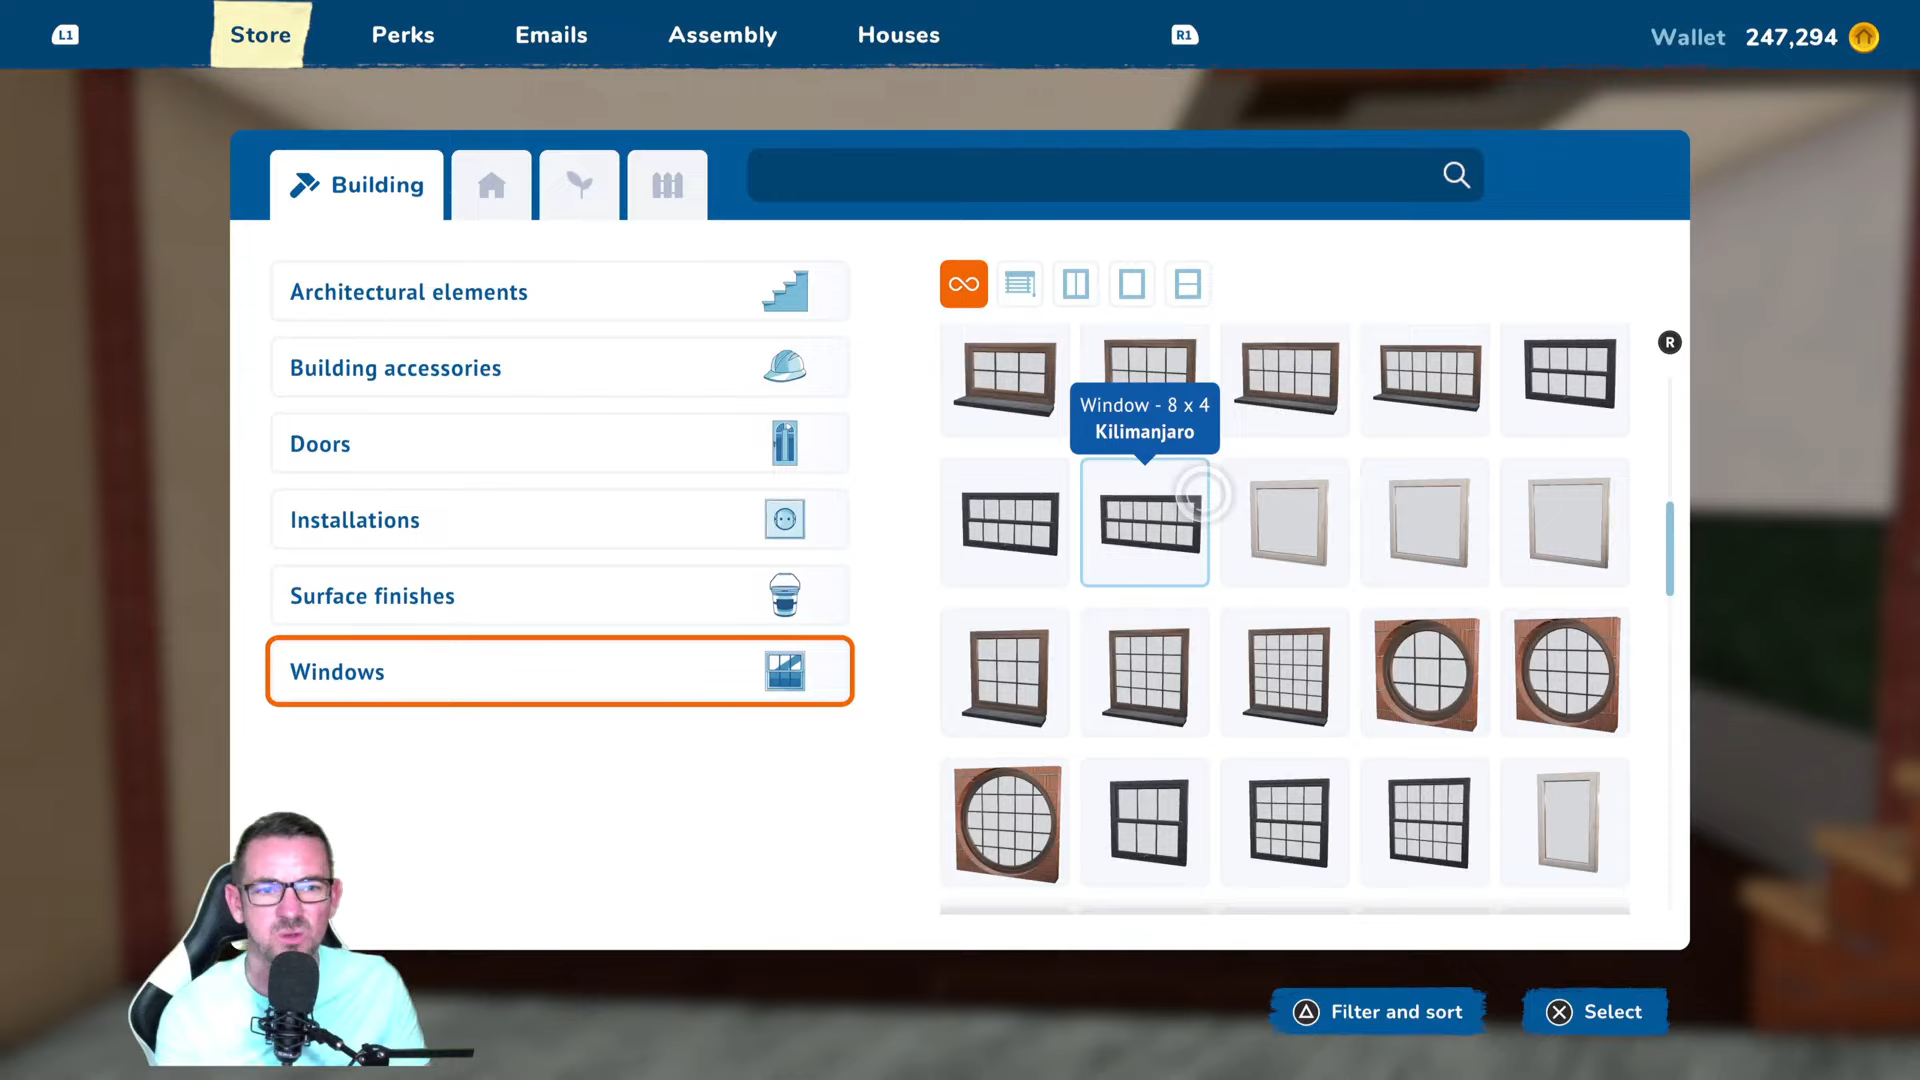 L1
Store
Perks
Emails
Assembly
Houses
R1
Wallet 247,294
Building
Architectural elements
Building accessories
Doors
Installations
Surface finishes
Windows
R
Window - 8 x 4
Kilimanjaro
Filter and sort
Select